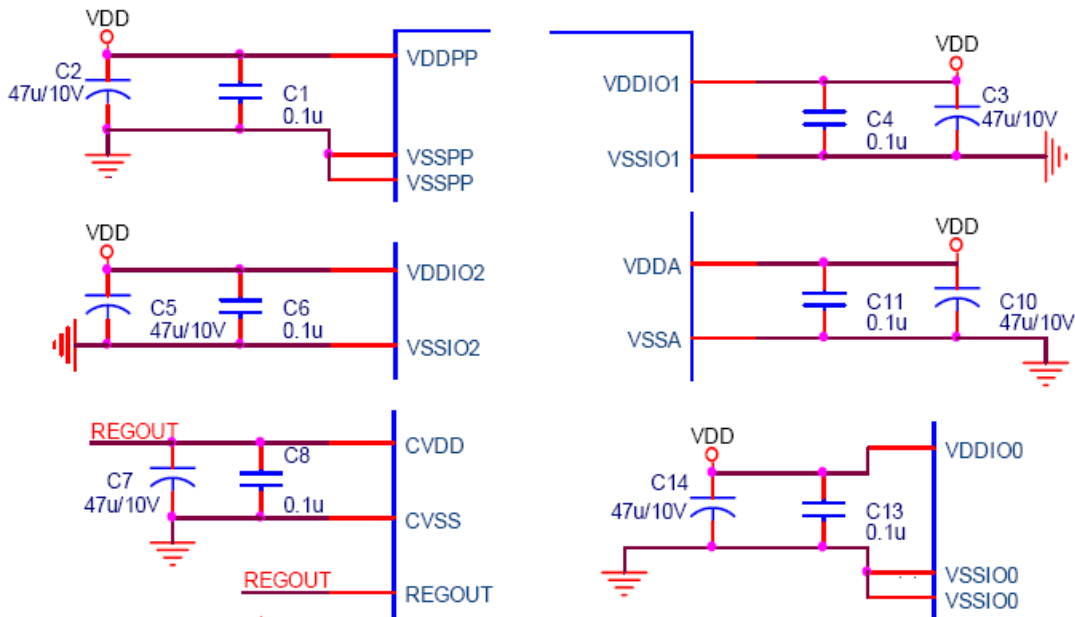 VDD
C2
47u/10V
C1
0.1u
VDDPP
VSSPP
VSSPP
VDDIO1
VSSIO1
VDD
C4
0.1u
C3
47u/10V
VDD
C5
47u/10V
C6
0.1u
VDDIO2
VSSIO2
VDDA
VSSA
VDD
C11
0.1u
C10
47u/10V
REGOUT
C7
47u/10V
C8
0.1u
CVDD
CVSS
REGOUT
REGOUT
VDD
C14
47u/10V
C13
0.1u
VDDIO0
VSSIO0
VSSIO0